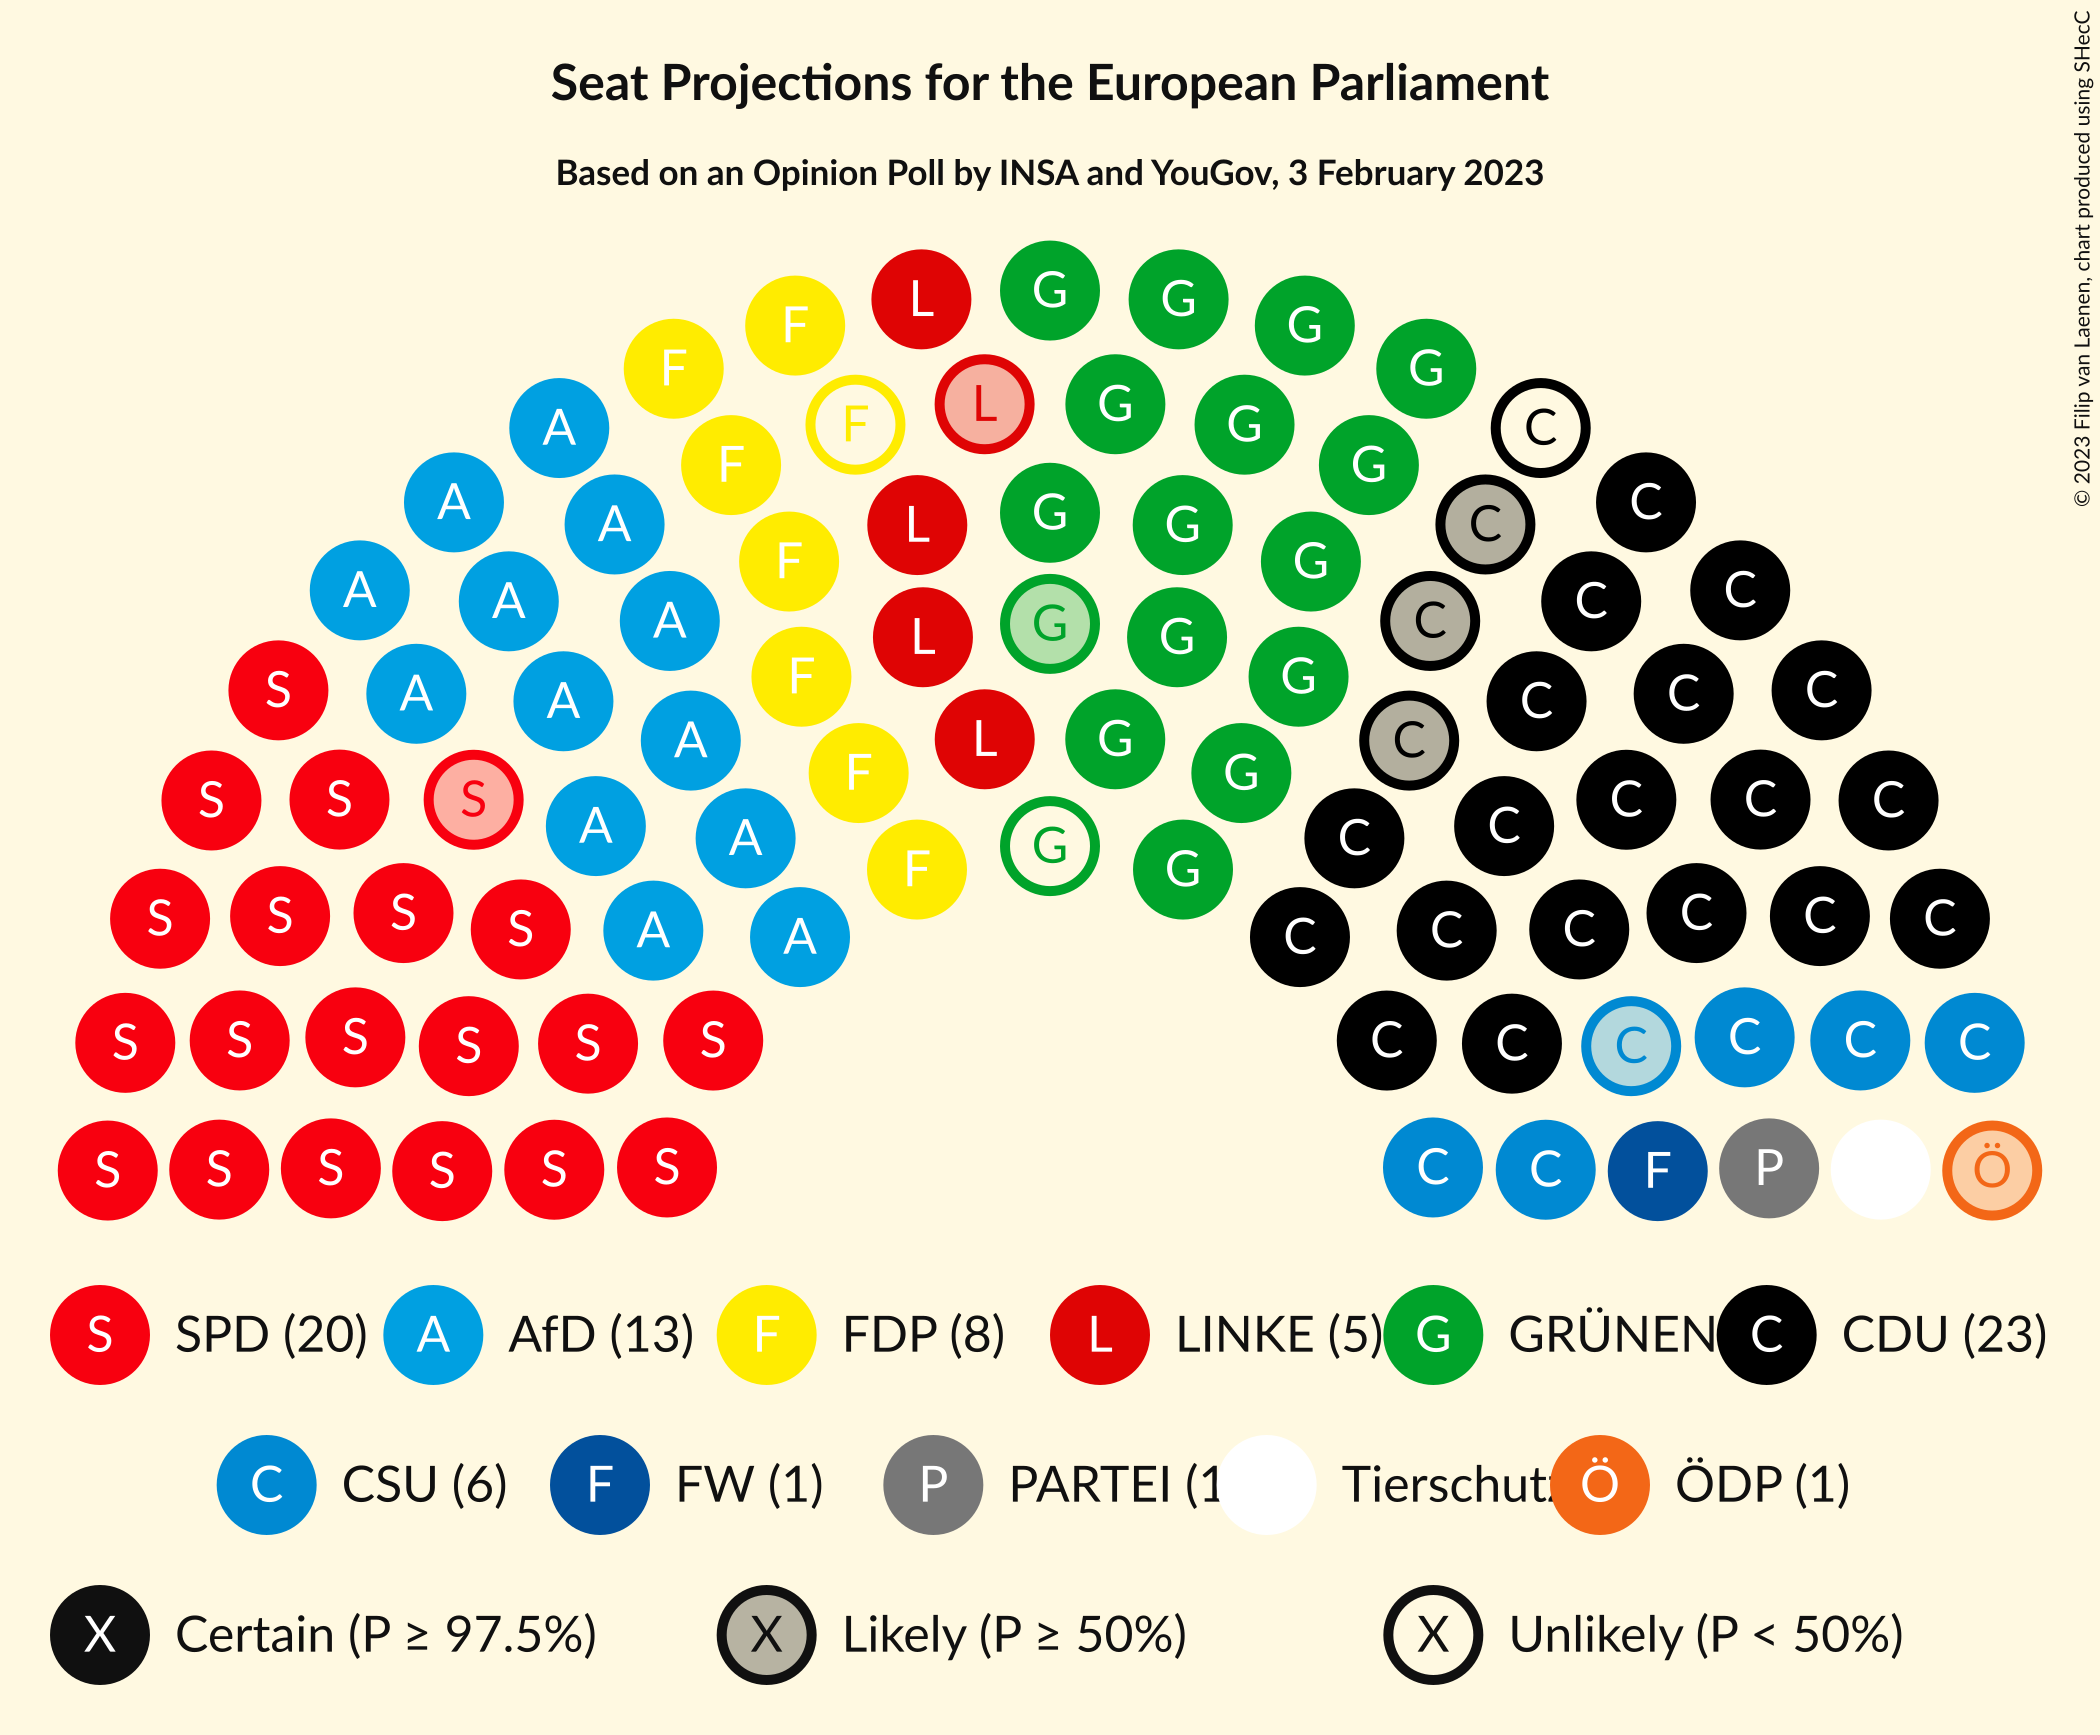 Seat Projections for the European Parliament
Based on an Opinion Poll by INSA and YouGov, 3 February 2023
© 2023 Filip van Laenen, chart produced using SHecC
L G G G
F F G
L G G
A F F G C
A A F L G G G C C
A A A F L G G G C C C
S A A A F L G G C C C C
S S S A A F G G C C C C C
S S S S A A F G C C C C C C
S S S S S S C C C C C C
S S S S S S C C F P Ö
S SPD (20) A AfD (13) F FDP (8) L LINKE (5) G GRÜNEN C CDU (23)
C CSU (6) F FW (1) P PARTEI (1 Tierschutz Ö ÖDP (1)
X Certain (P ≥ 97.5%) X Likely (P ≥ 50%) X Unlikely (P < 50%)